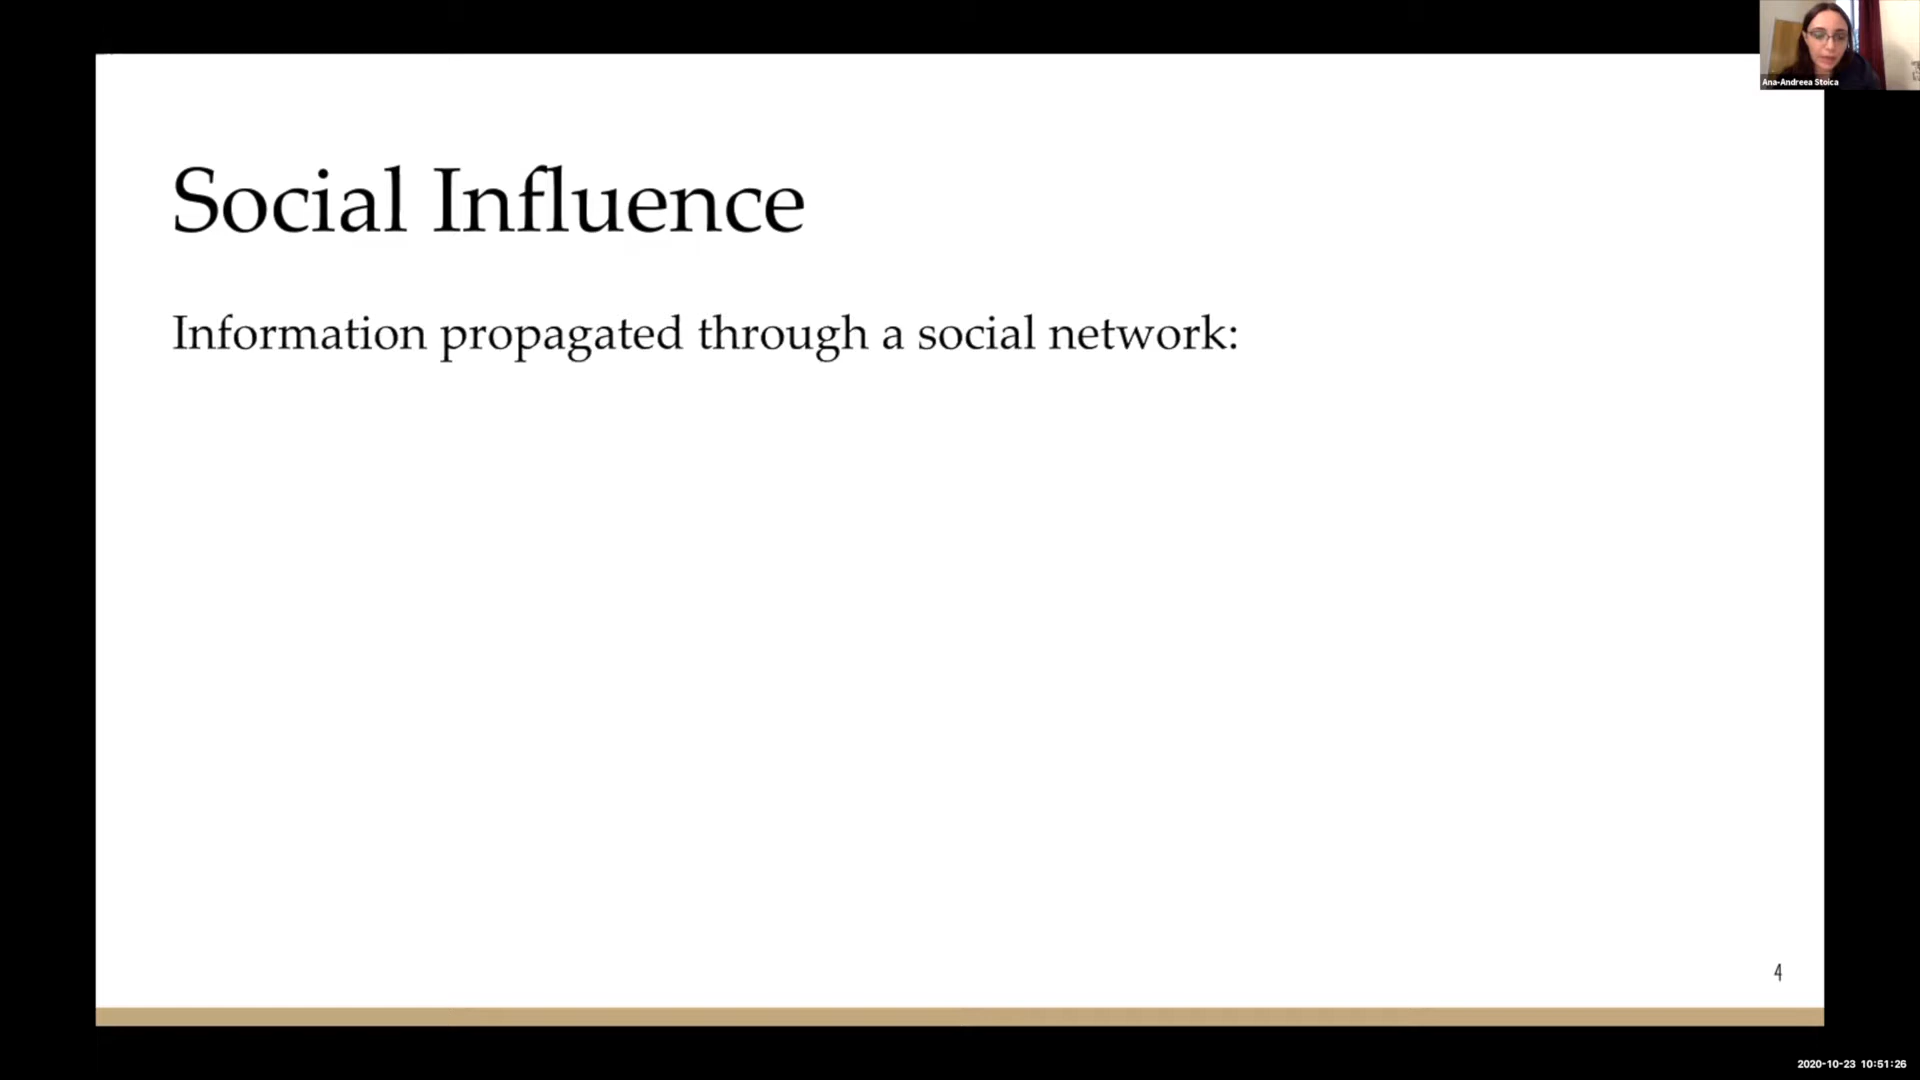 Ana-Andreea Stoica
Social Influence
Information propagated through a social network:
4
2020-10-23 10:51:26